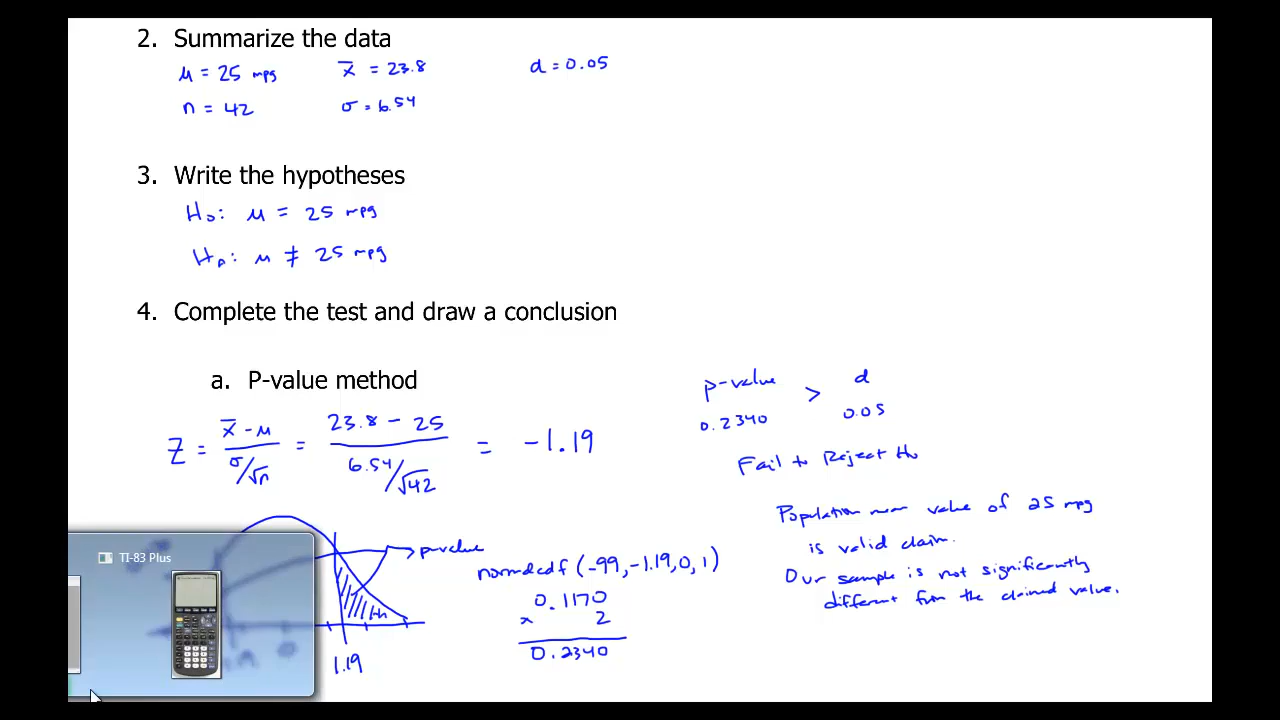 2. Summarize the data
μ = 25 mpg   x̄ = 23.8   α = 0.05
n = 42   σ = 6.54
3. Write the hypotheses
H₀: μ = 25 mpg
Hₐ: μ ≠ 25 mpg
4. Complete the test and draw a conclusion
a. P-value method
p-value > α
0.2340   0.05
Z = (x̄ - μ)/(σ/√n) = (23.8 - 25)/(6.54/√42) = -1.19
Fail to Reject Ho
Population mean value of 25 mpg
is valid claim.
Our sample is not significantly
different from the claimed value.
TI-83 Plus
p-value
normalcdf (-99, -1.19, 0, 1)
0.1170
x 2
0.2340
1.19